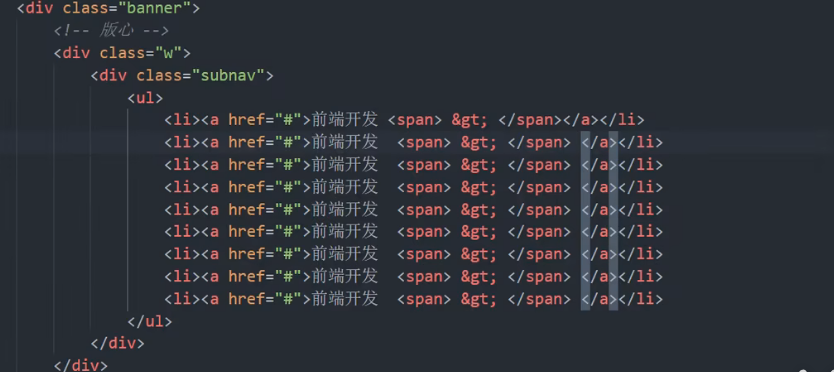 <div class="banner">
<!-- 版心 -->
<div class="w">
<div class="subnav">
<ul>
<li><a href="#">前端开发 <span> &gt; </span></a></li>
<li><a href="#">前端开发  <span> &gt; </span> </a></li>
<li><a href="#">前端开发  <span> &gt; </span> </a></li>
<li><a href="#">前端开发  <span> &gt; </span> </a></li>
<li><a href="#">前端开发  <span> &gt; </span> </a></li>
<li><a href="#">前端开发  <span> &gt; </span> </a></li>
<li><a href="#">前端开发  <span> &gt; </span> </a></li>
<li><a href="#">前端开发  <span> &gt; </span> </a></li>
<li><a href="#">前端开发  <span> &gt; </span> </a></li>
</ul>
</div>
</div>